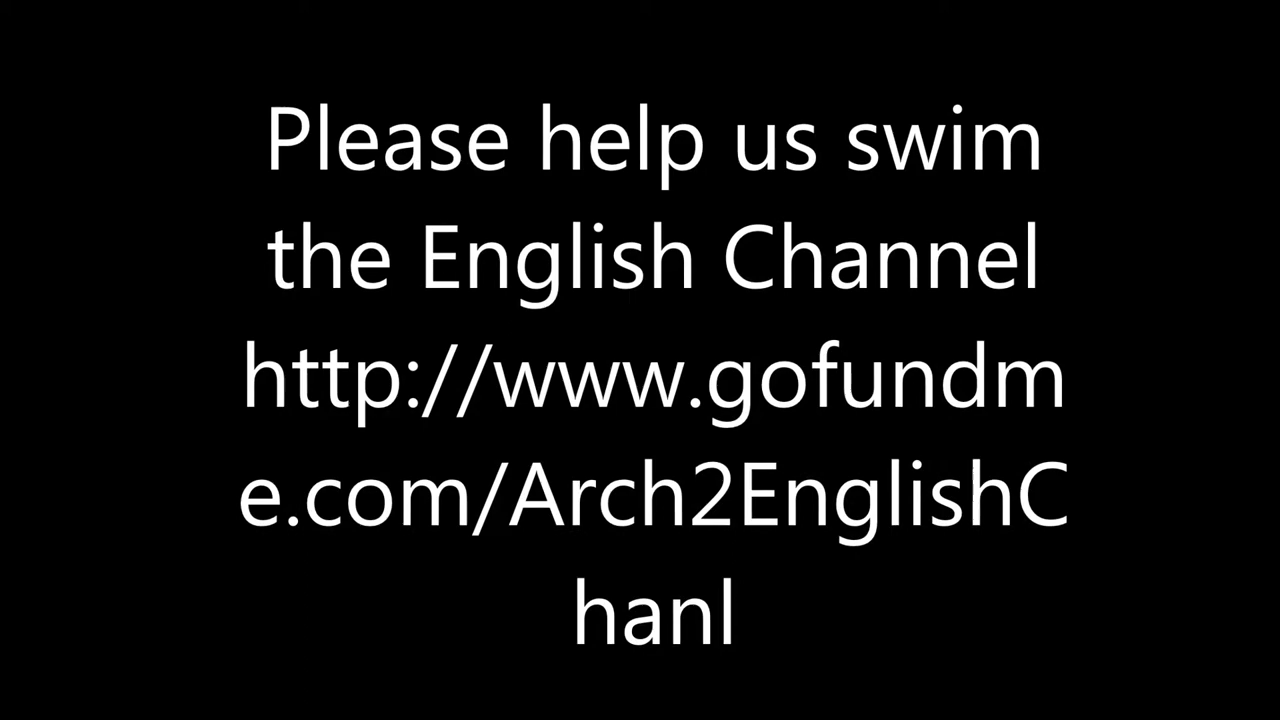 Please help us swim
the English Channel
http://www.gofundm
e.com/Arch2EnglishC
hanl